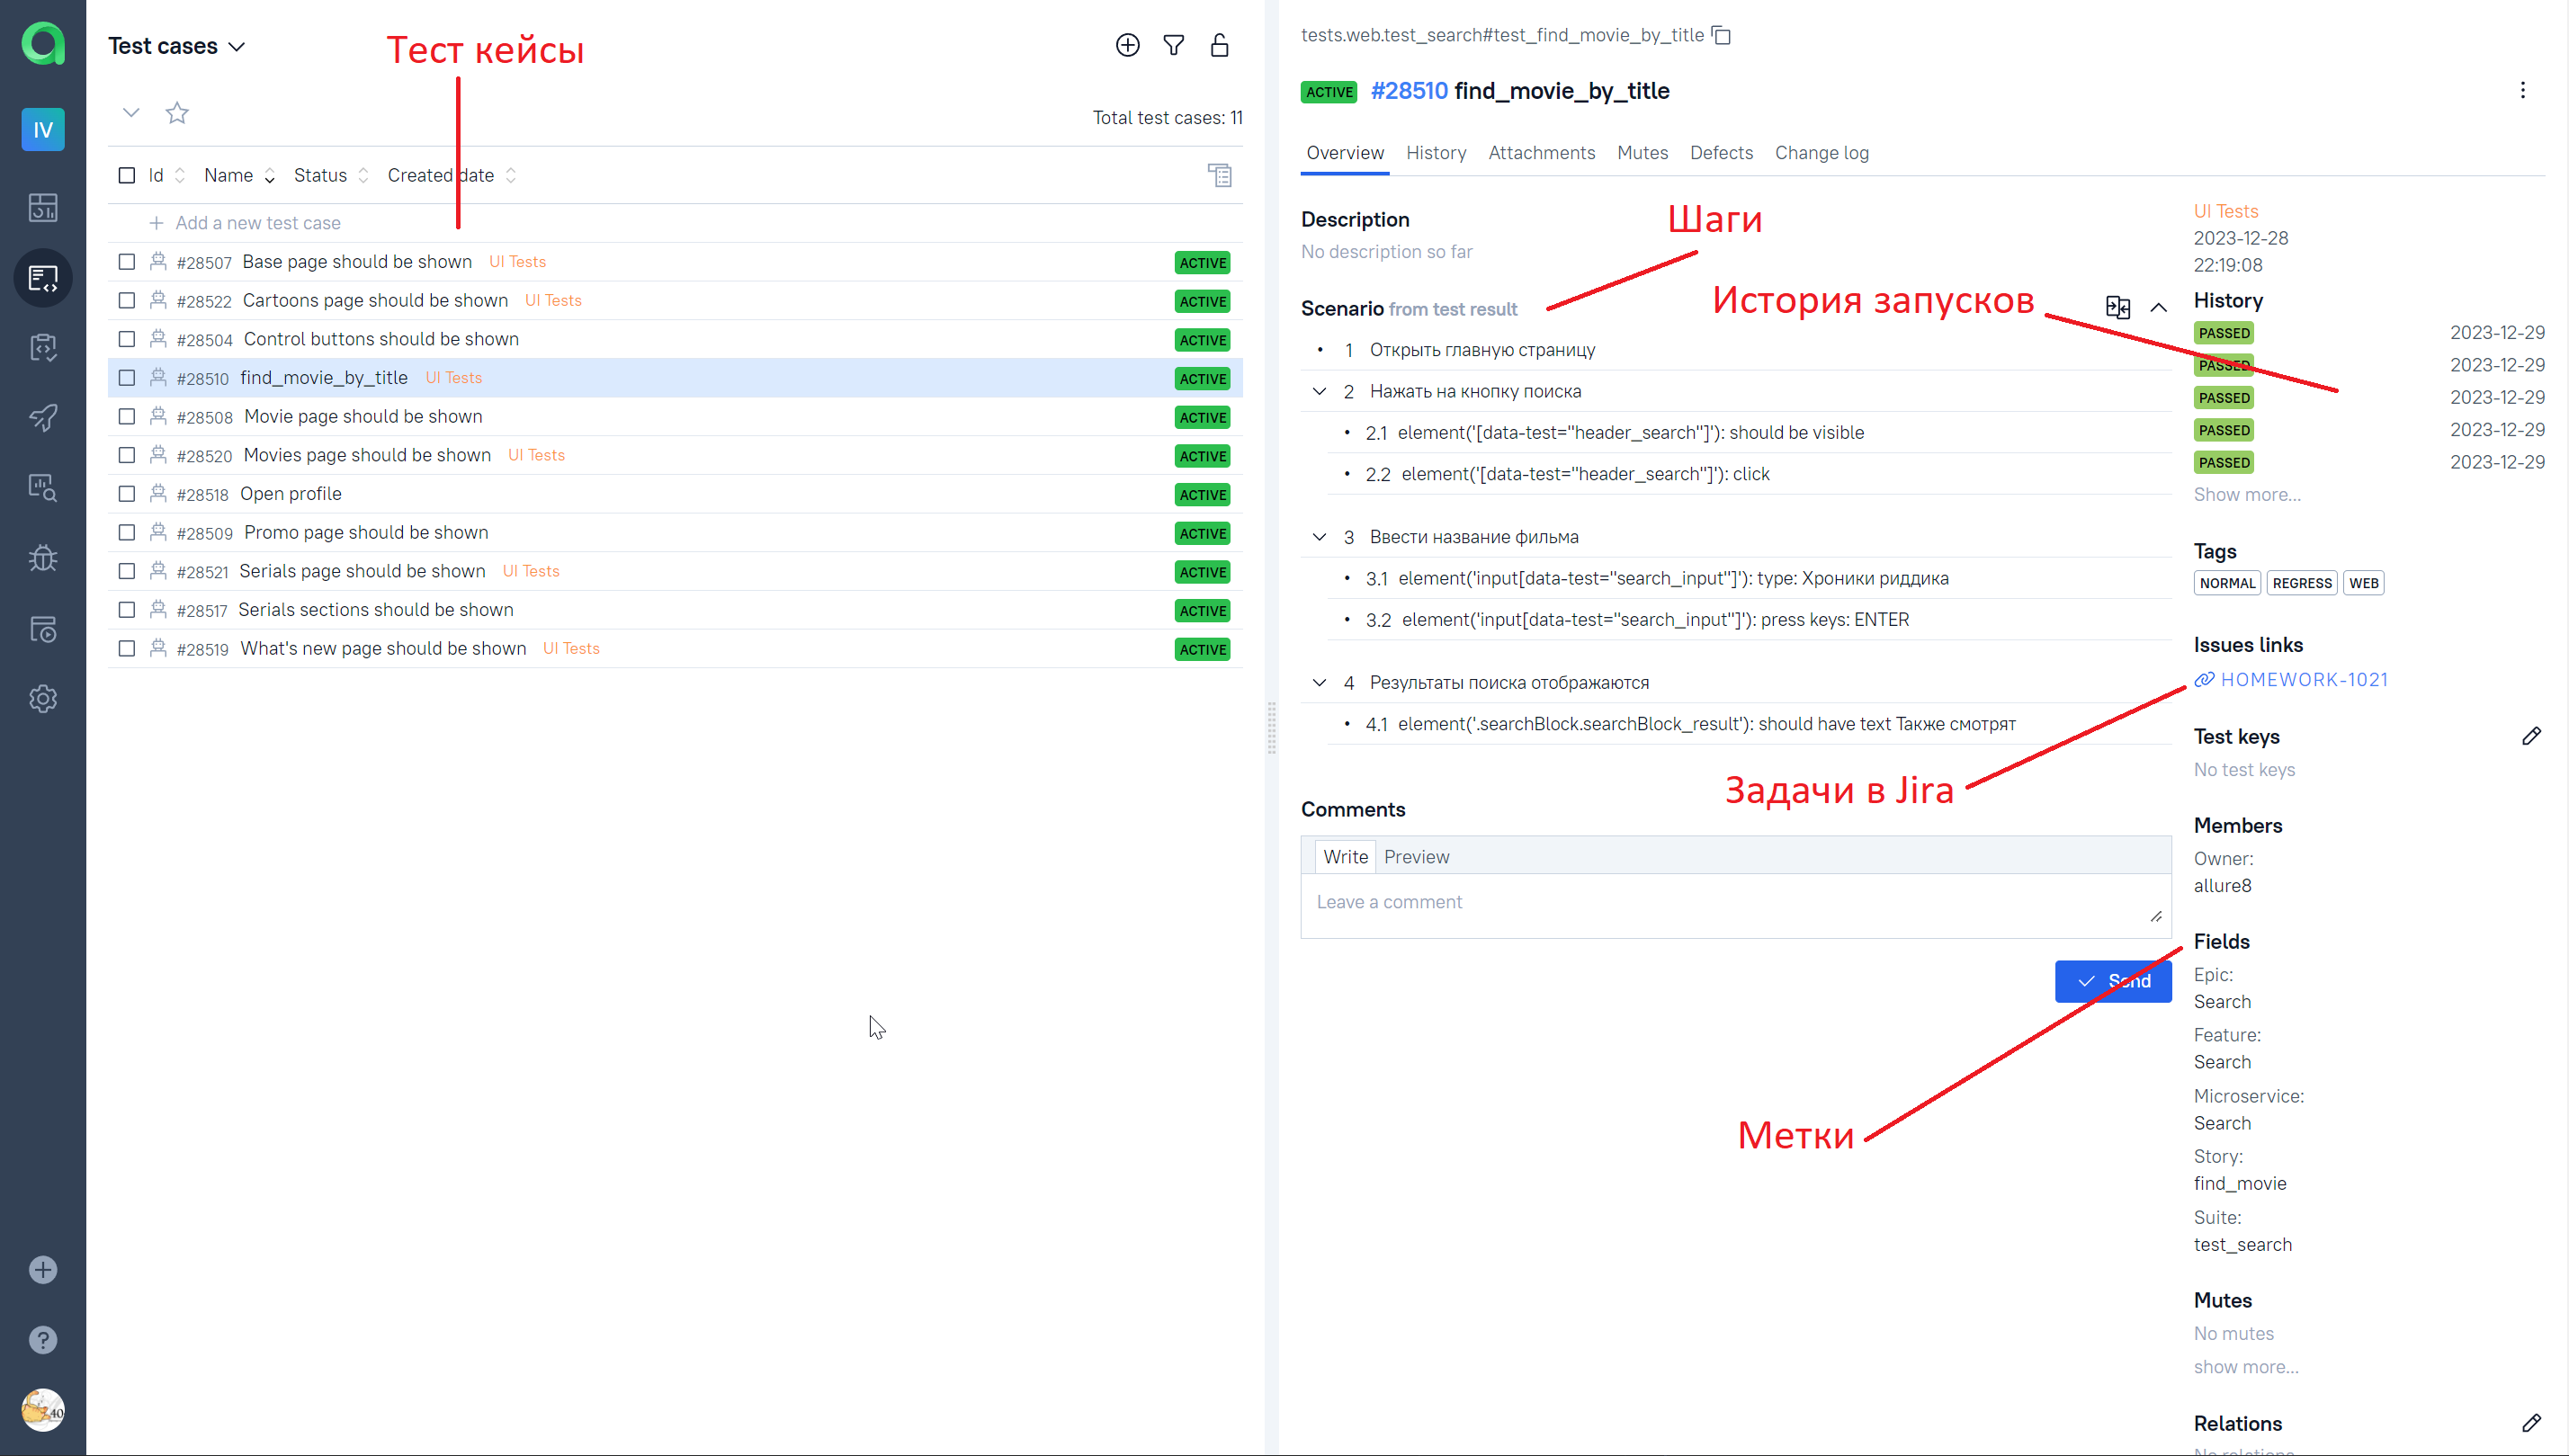 IV
40
Test cases
Тест кейсы
Total test cases: 11
Id Name Status Created date
+ Add a new test case
#28507 Base page should be shown UI Tests ACTIVE
#28522 Cartoons page should be shown UI Tests ACTIVE
#28504 Control buttons should be shown ACTIVE
#28510 find_movie_by_title UI Tests ACTIVE
#28508 Movie page should be shown ACTIVE
#28520 Movies page should be shown UI Tests ACTIVE
#28518 Open profile ACTIVE
#28509 Promo page should be shown ACTIVE
#28521 Serials page should be shown UI Tests ACTIVE
#28517 Serials sections should be shown ACTIVE
#28519 What's new page should be shown UI Tests ACTIVE
tests.web.test_search#test_find_movie_by_title
ACTIVE #28510 find_movie_by_title
Overview History Attachments Mutes Defects Change log
Description
No description so far
Шаги
Scenario from test result
1 Открыть главную страницу
2 Нажать на кнопку поиска
2.1 element('[data-test="header_search"]'): should be visible
2.2 element('[data-test="header_search"]'): click
3 Ввести название фильма
3.1 element('input[data-test="search_input"]'): type: Хроники риддика
3.2 element('input[data-test="search_input"]'): press keys: ENTER
4 Результаты поиска отображаются
4.1 element('.searchBlock.searchBlock_result'): should have text Также смотрят
Comments
Write Preview
Leave a comment
Send
UI Tests
2023-12-28
22:19:08
История запусков
History
PASSED 2023-12-29
PASSED 2023-12-29
PASSED 2023-12-29
PASSED 2023-12-29
PASSED 2023-12-29
Show more...
Tags
NORMAL REGRESS WEB
Issues links
HOMEWORK-1021
Задачи в Jira
Test keys
No test keys
Members
Owner:
allure8
Метки
Fields
Epic:
Search
Feature:
Search
Microservice:
Search
Story:
find_movie
Suite:
test_search
Mutes
No mutes
show more...
Relations
No relations